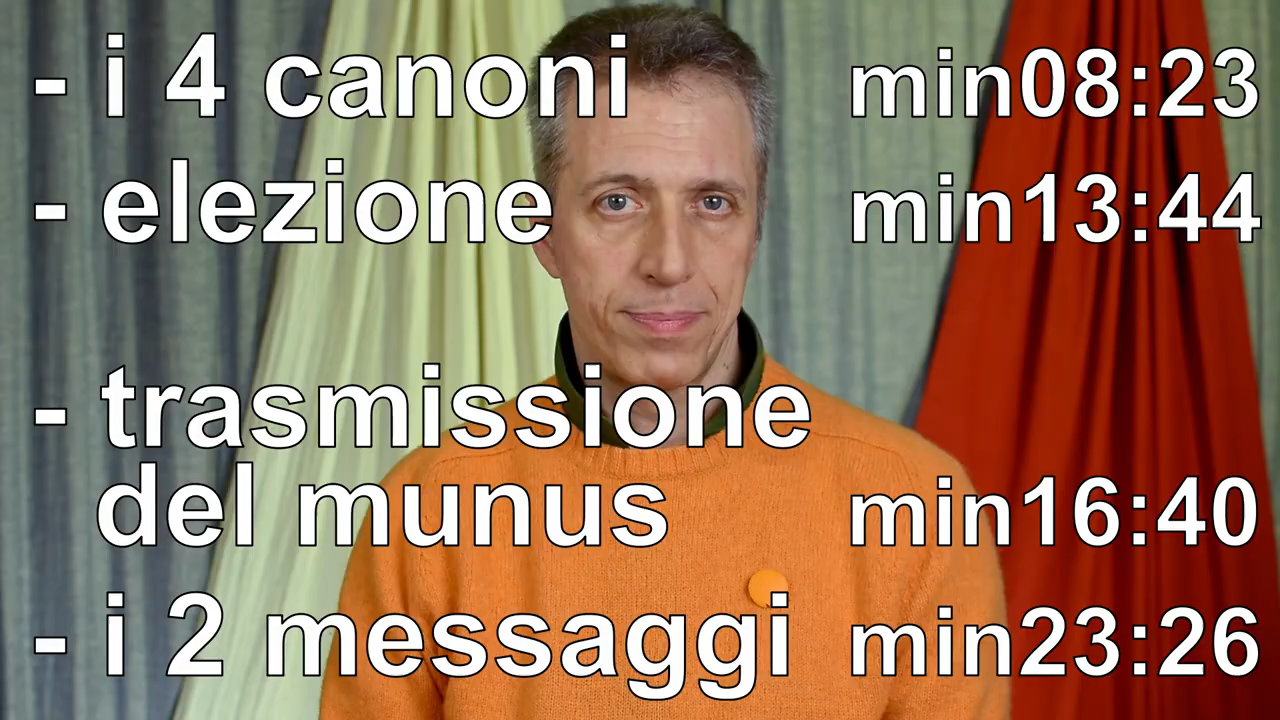 - i 4 canoni min08:23
- elezione min13:44
- trasmissione
del munus min16:40
- i 2 messaggi min23:26